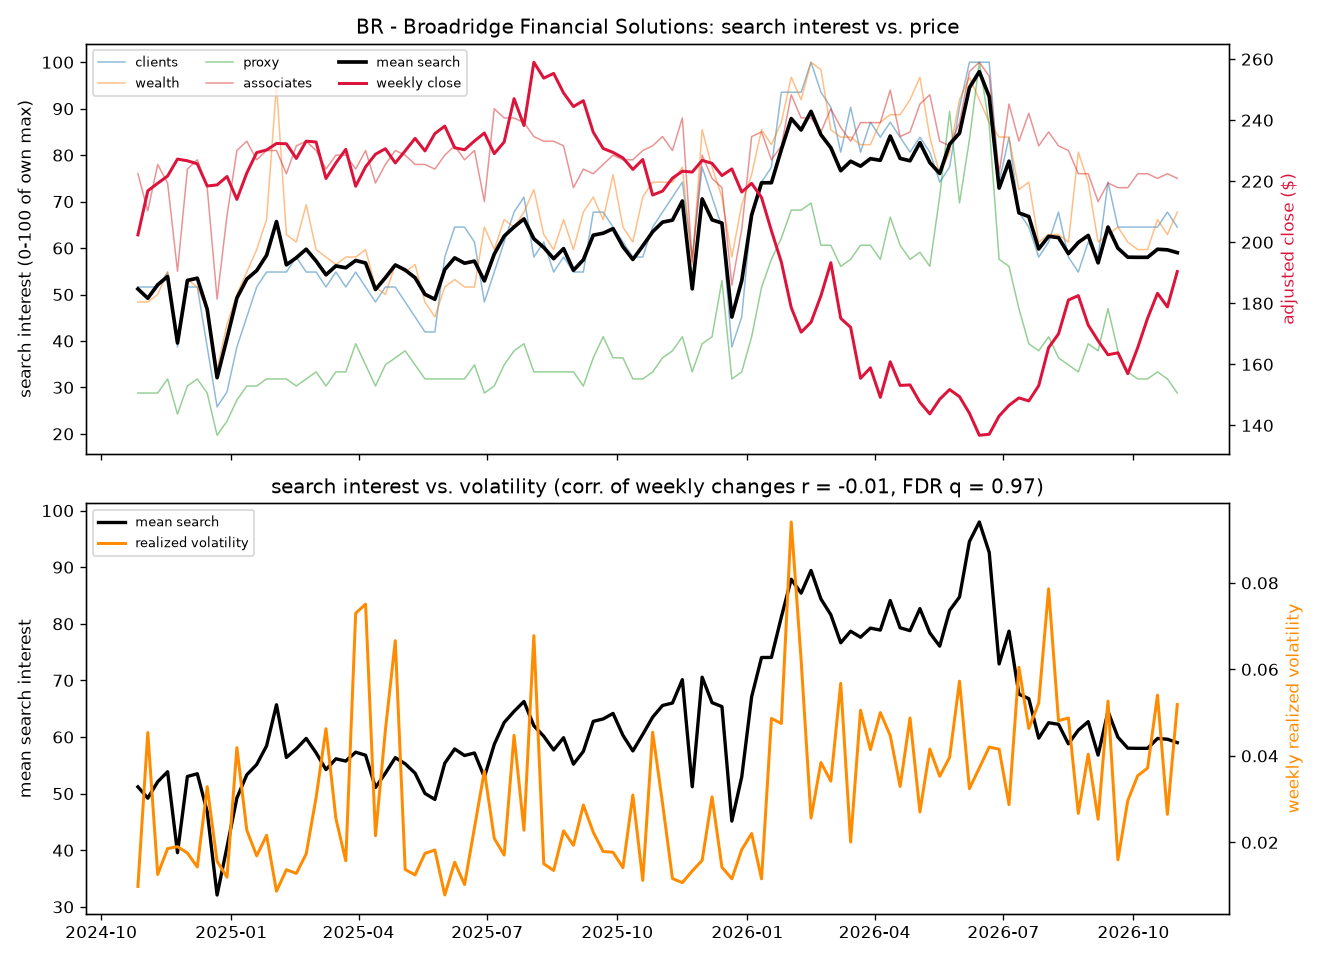 BR - Broadridge Financial Solutions: search interest vs. price
clients
wealth
proxy
associates
mean search
weekly close
search interest (0-100 of own max)
100
90
80
70
60
50
40
30
20
adjusted close ($)
260
240
220
200
180
160
140
search interest vs. volatility (corr. of weekly changes r = -0.01, FDR q = 0.97)
mean search
realized volatility
mean search interest
100
90
80
70
60
50
40
30
weekly realized volatility
0.08
0.06
0.04
0.02
2024-10
2025-01
2025-04
2025-07
2025-10
2026-01
2026-04
2026-07
2026-10